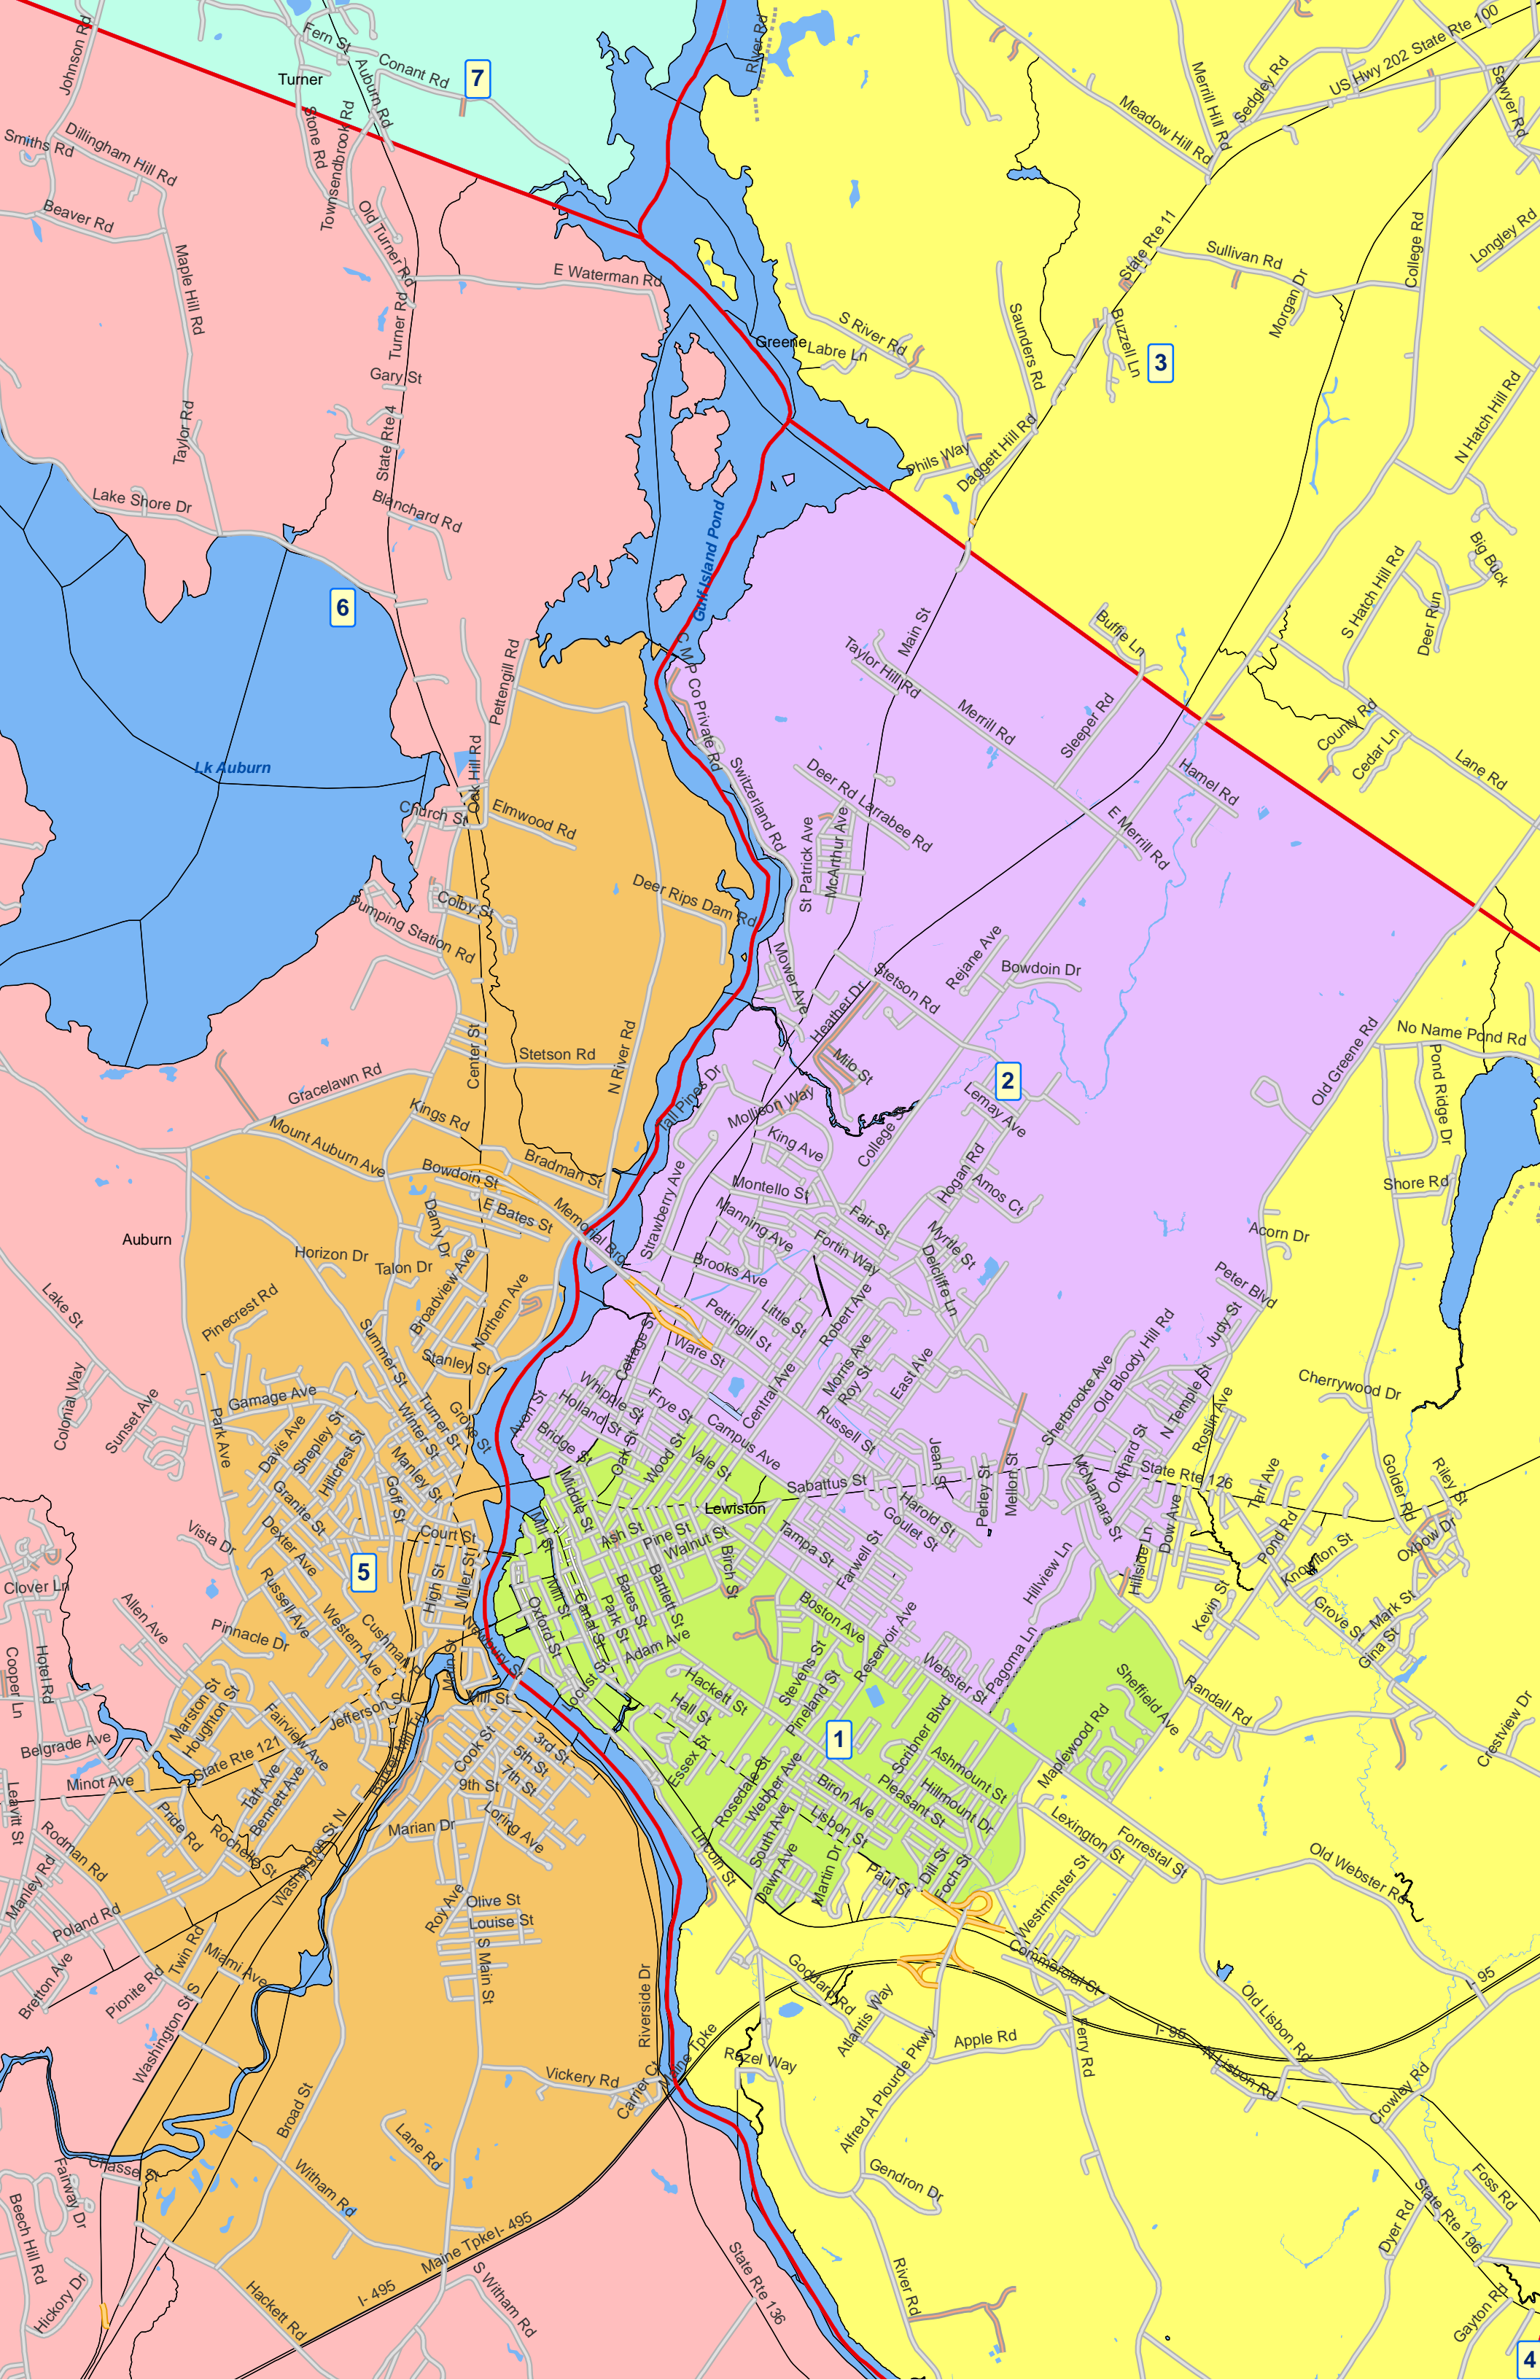 Johnson Rd
Fern St
Turner
Conant Rd
7
Auburn Rd
Stone Rd
Townsendbrook Rd
Smiths Rd
Dillingham Hill Rd
Beaver Rd
Maple Hill Rd
Old Turner Rd
E Waterman Rd
Turner Rd
Gary St
Taylor Rd
State Rte 4
Lake Shore Dr
Blanchard Rd
6
Lk Auburn
River Rd
US Hwy 202 State Rte 100
Sedgley Rd
Merrill Hill Rd
Meadow Hill Rd
Sawyer Rd
Longley Rd
College Rd
State Rte 11
Sullivan Rd
Morgan Dr
Greene
S River Rd
Labre Ln
Saunders Rd
Buzzell Ln
3
N Hatch Hill Rd
Phils Way
Daggett Hill Rd
Big Buck
S Hatch Hill Rd
Deer Run
Gulf Island Pond
C M P Co Private Rd
Main St
Buffie Ln
Taylor Hill Rd
Merrill Rd
Sleeper Rd
County Rd
Cedar Ln
Lane Rd
Hamel Rd
Pettengill Rd
Oak Hill Rd
Church St
Elmwood Rd
Switzerland Rd
Deer Rd Larrabee Rd
St Patrick Ave
McArthur Ave
E Merrill Rd
Colby St
Pumping Station Rd
Deer Rips Dam Rd
Mower Ave
Stetson Rd
Rejane Ave
Bowdoin Dr
Heather Dr
Milo St
Center St
Stetson Rd
N River Rd
Gracelawn Rd
Kings Rd
Mount Auburn Ave
Bowdoin St
Bradman St
E Bates St
Memorial Brg
Tall Pines Dr
Mollison Way
King Ave
College St
2
Lemay Ave
Hogan Rd
Amos Ct
Old Greene Rd
No Name Pond Rd
Pond Ridge Dr
Shore Rd
Acorn Dr
Peter Blvd
Judy St
Montello St
Manning Ave
Fair St
Fortin Way
Myrtle St
Delcliffe Ln
Strawberry Ave
Brooks Ave
Auburn
Horizon Dr
Talon Dr
Damy Dr
Broadview Ave
Northern Ave
Lake St
Pinecrest Rd
Summer St
Stanley St
Colonial Way
Sunset Ave
Park Ave
Gamage Ave
Davis Ave
Shepley St
Hillcrest St
Winter St
Turner St
Grove St
Manley St
Goff St
Granite St
Dexter Ave
Vista Dr
Court St
5
High St
Miller St
Russell Ave
Western Ave
Cushman Pl
Newbury St
Main St
Mill St
Clover Ln
Allen Ave
Pinnacle Dr
Cooper Ln
Hotel Rd
Marston St
Houghton St
Fairview Ave
Jefferson St
State Rte 121
Belgrade Ave
Minot Ave
Taft Ave
Bennett Ave
Barker Mill Trl
Cook St
3rd St
5th St
7th St
9th St
Loring Ave
Marian Dr
Leavitt St
Rodman Rd
Pride Rd
Rochelle St
Washington St N
Manley Rd
Poland Rd
Twin Rd
Miami Ave
Bretton Ave
Pionite Rd
Washington St S
Roy Ave
Olive St
Louise St
S Main St
Riverside Dr
Vickery Rd
Carrier Ct
Maine Tpke
Broad St
Lane Rd
Witham Rd
Chasse St
Fairway Dr
Beech Hill Rd
Hickory Dr
Hackett Rd
I- 495
Maine Tpke I- 495
S Witham Rd
State Rte 136
Cottage St
Pettingill St
Little St
Robert Ave
Ware St
Central Ave
Morris Ave
Roy St
East Ave
Avon St
Whipple St
Holland St
Frye St
Campus Ave
Bridge St
Oak St
Wood St
Vale St
Russell St
Jean St
Sabattus St
Lewiston
Harold St
Goulet St
Perley St
Mellon St
Sherbrooke Ave
Old Bloody Hill Rd
N Temple St
Roslin Ave
Orchard St
McNamara St
State Rte 126
Tarr Ave
Dow Ave
Hillside Ln
Hillview Ln
Pond Rd
Knowlton St
Cherrywood Dr
Golder Rd
Riley St
Oxbow Dr
Mark St
Grove St
Gina St
Kevin St
Randall Rd
Crestview Dr
Middle St
Mill St
Ash St
Pine St
Walnut St
Birch St
Tampa St
Farwell St
Mill St
Canal St
Oxford St
Park St
Bates St
Bartlett St
Adam Ave
Locust St
Boston Ave
Reservoir Ave
Stevens St
Pineland St
Webster St
Pagoma Ln
Sheffield Ave
Maplewood Rd
Hackett St
Hall St
Essex St
1
Scribner Blvd
Ashmount St
Hillmount Dr
Pleasant St
Biron Ave
Lisbon St
Rosedale St
Webber Ave
South Ave
Dawn Ave
Martin Dr
Paul St
Dill St
Foch St
Lincoln St
Lexington St
Forrestal St
Westminster St
Old Webster Rd
Commercial St
Goddard Rd
Atlantis Way
Apple Rd
Ferry Rd
Rozel Way
Alfred A Plourde Pkwy
Gendron Dr
River Rd
Old Lisbon Rd
I- 95
I- 95
N Lisbon Rd
Crowley Rd
Foss Rd
State Rte 196
Dyer Rd
Gayton Rd
4